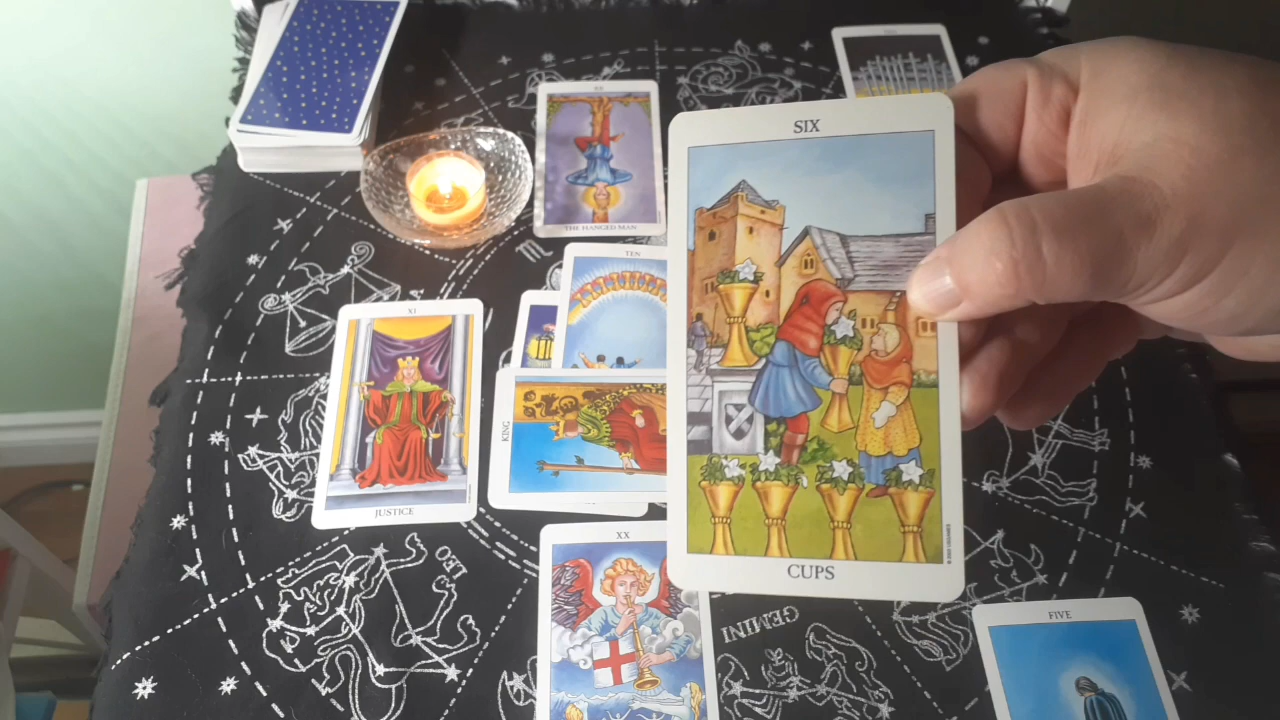 XII
THE HANGED MAN
SIX
CUPS
TEN
XI
JUSTICE
KING
XX
LEO
GEMINI
FIVE